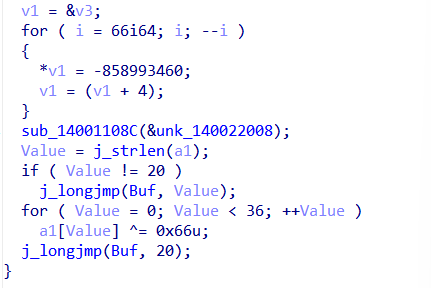 v1 = &v3;
for ( i = 66i64; i; --i )
{
*v1 = -858993460;
v1 = (v1 + 4);
}
sub_14001108C(&unk_140022008);
Value = j_strlen(a1);
if ( Value != 20 )
j_longjmp(Buf, Value);
for ( Value = 0; Value < 36; ++Value )
a1[Value] ^= 0x66u;
j_longjmp(Buf, 20);
}